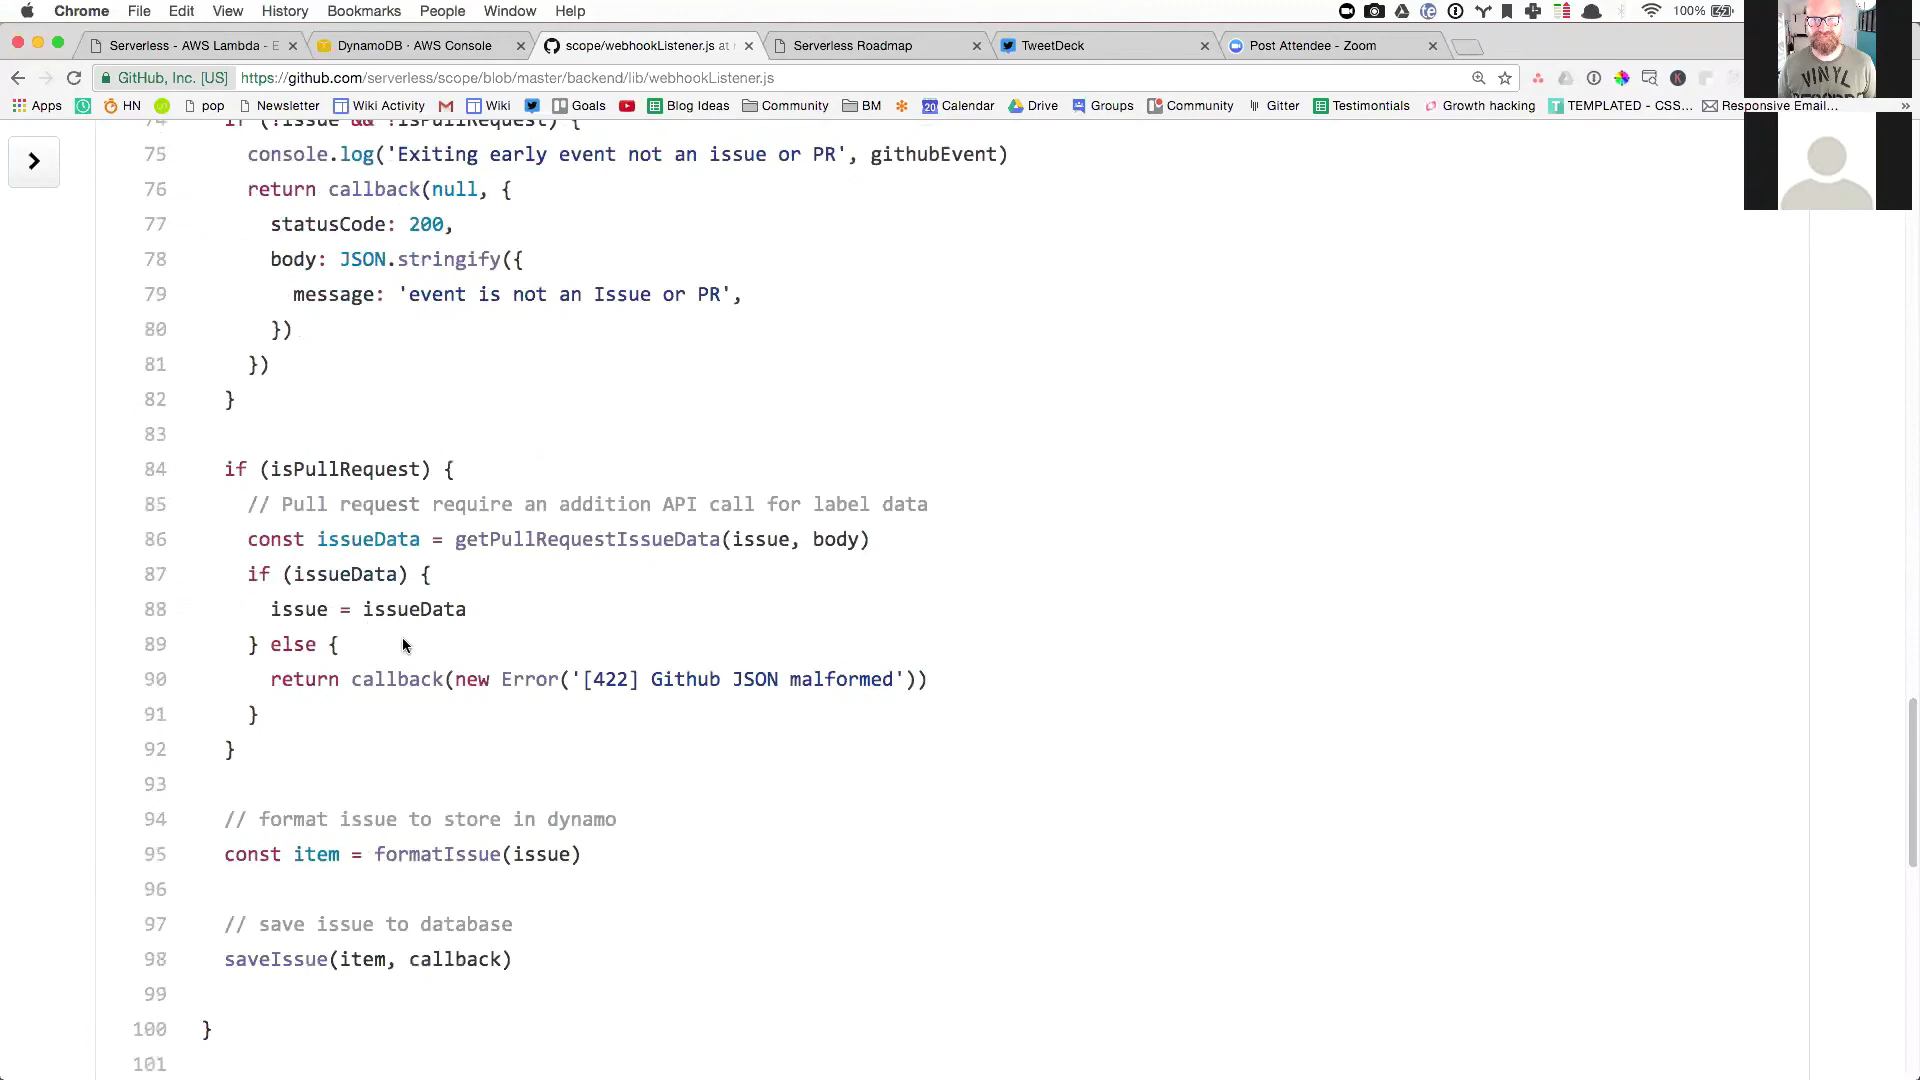 Chrome File Edit View History Bookmarks People Window Help 100%
Serverless - AWS Lambda - E DynamoDB · AWS Console scope/webhookListener.js at Serverless Roadmap TweetDeck Post Attendee - Zoom
GitHub, Inc. [US] https://github.com/serverless/scope/blob/master/backend/lib/webhookListener.js
Apps HN pop Newsletter Wiki Activity Wiki Goals Blog Ideas Community BM 20 Calendar Drive Groups Community Gitter Testimonials Growth hacking TEMPLATED - CSS... Responsive Email... »
VINYL
74 if (!issue && !isPullRequest) {
75 console.log('Exiting early event not an issue or PR', githubEvent)
76 return callback(null, {
77 statusCode: 200,
78 body: JSON.stringify({
79 message: 'event is not an Issue or PR',
80 })
81 })
82 }
83
84 if (isPullRequest) {
85 // Pull request require an addition API call for label data
86 const issueData = getPullRequestIssueData(issue, body)
87 if (issueData) {
88 issue = issueData
89 } else {
90 return callback(new Error('[422] Github JSON malformed'))
91 }
92 }
93
94 // format issue to store in dynamo
95 const item = formatIssue(issue)
96
97 // save issue to database
98 saveIssue(item, callback)
99
100 }
101